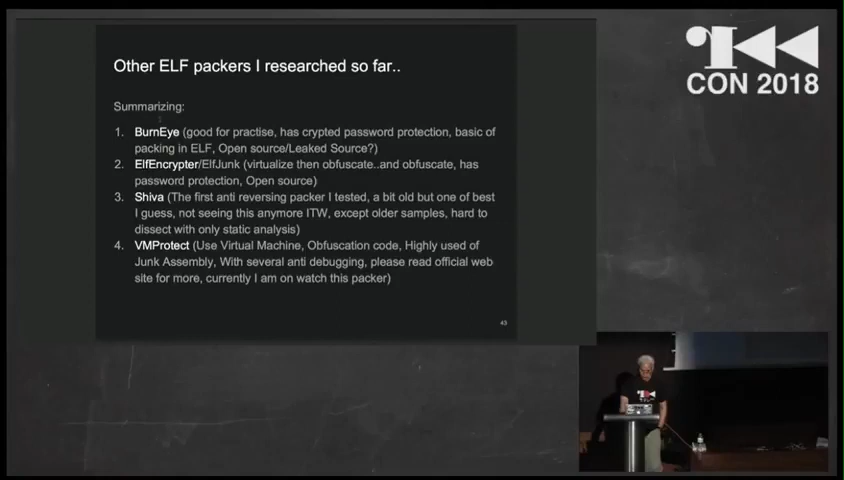 Other ELF packers I researched so far..
Summarizing:
1. BurnEye (good for practise, has crypted password protection, basic of
packing in ELF, Open source/Leaked Source?)
2. ElfEncrypter/ElfJunk (virtualize then obfuscate..and obfuscate, has
password protection, Open source)
3. Shiva (The first anti reversing packer I tested, a bit old but one of best
I guess, not seeing this anymore ITW, except older samples, hard to
dissect with only static analysis)
4. VMProtect (Use Virtual Machine, Obfuscation code, Highly used of
Junk Assembly, With several anti debugging, please read official web
site for more, currently I am on watch this packer)
43
CON 2018